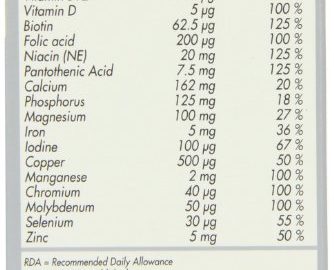 Vitamin D 5 µg 100 %
Biotin 62.5 µg 125 %
Folic acid 200 µg 100 %
Niacin (NE) 20 mg 125 %
Pantothenic Acid 7.5 mg 125 %
Calcium 162 mg 20 %
Phosphorus 125 mg 18 %
Magnesium 100 mg 27 %
Iron 5 mg 36 %
Iodine 100 µg 67 %
Copper 500 µg 50 %
Manganese 2 mg 100 %
Chromium 40 µg 100 %
Molybdenum 50 µg 100 %
Selenium 30 µg 55 %
Zinc 5 mg 50 %
RDA = Recommended Daily Allowance